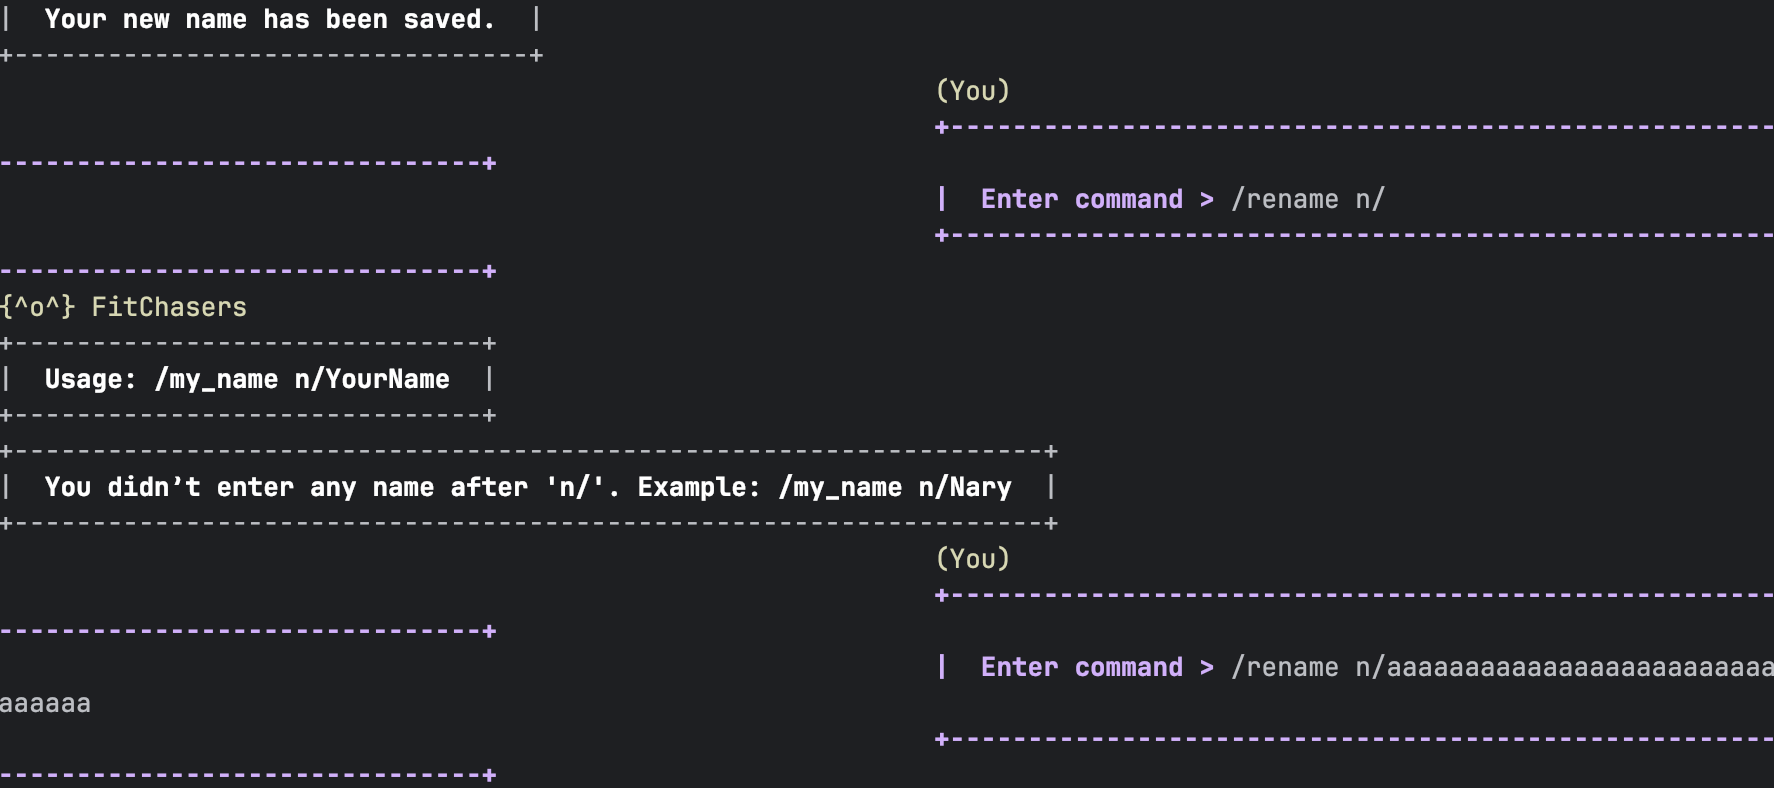 |  Your new name has been saved.  |
+---------------------------------+
(You)
+-----------------------------------------------------
-------------------------------+
|  Enter command > /rename n/
+-----------------------------------------------------
-------------------------------+
{^o^} FitChasers
+------------------------------+
|  Usage: /my_name n/YourName  |
+------------------------------+
+------------------------------------------------------------------+
|  You didn’t enter any name after 'n/'. Example: /my_name n/Nary  |
+------------------------------------------------------------------+
(You)
+-----------------------------------------------------
-------------------------------+
|  Enter command > /rename n/aaaaaaaaaaaaaaaaaaaaaaaaa
aaaaaa
+-----------------------------------------------------
-------------------------------+